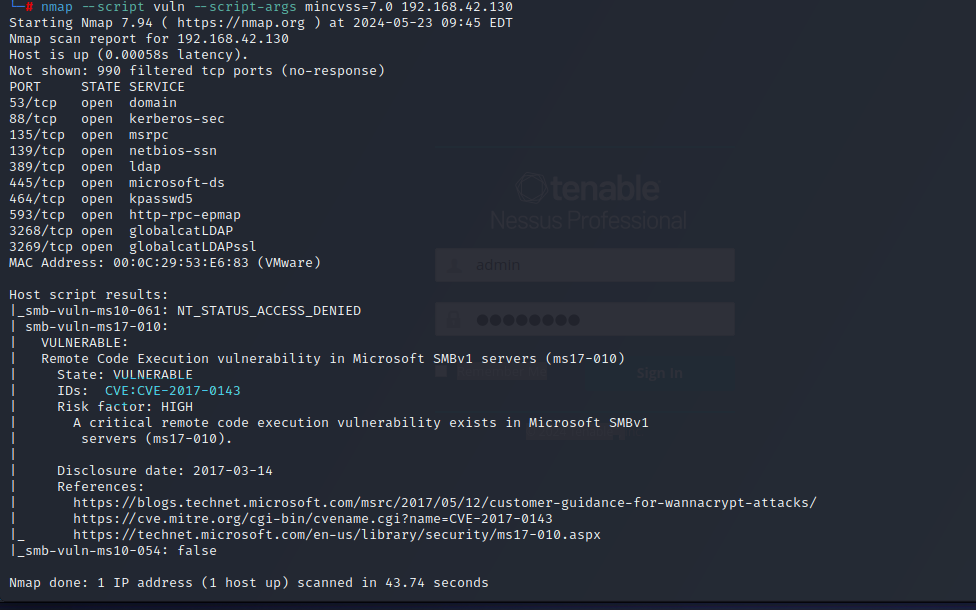 └─# nmap --script vuln --script-args mincvss=7.0 192.168.42.130
Starting Nmap 7.94 ( https://nmap.org ) at 2024-05-23 09:45 EDT
Nmap scan report for 192.168.42.130
Host is up (0.00058s latency).
Not shown: 990 filtered tcp ports (no-response)
PORT     STATE SERVICE
53/tcp   open  domain
88/tcp   open  kerberos-sec
135/tcp  open  msrpc
139/tcp  open  netbios-ssn
389/tcp  open  ldap
445/tcp  open  microsoft-ds
464/tcp  open  kpasswd5
593/tcp  open  http-rpc-epmap
3268/tcp open  globalcatLDAP
3269/tcp open  globalcatLDAPssl
MAC Address: 00:0C:29:53:E6:83 (VMware)
Host script results:
|_smb-vuln-ms10-061: NT_STATUS_ACCESS_DENIED
| smb-vuln-ms17-010:
|   VULNERABLE:
|   Remote Code Execution vulnerability in Microsoft SMBv1 servers (ms17-010)
|     State: VULNERABLE
|     IDs:  CVE:CVE-2017-0143
|     Risk factor: HIGH
|       A critical remote code execution vulnerability exists in Microsoft SMBv1
|        servers (ms17-010).
|
|     Disclosure date: 2017-03-14
|     References:
|       https://blogs.technet.microsoft.com/msrc/2017/05/12/customer-guidance-for-wannacrypt-attacks/
|       https://cve.mitre.org/cgi-bin/cvename.cgi?name=CVE-2017-0143
|_      https://technet.microsoft.com/en-us/library/security/ms17-010.aspx
|_smb-vuln-ms10-054: false
Nmap done: 1 IP address (1 host up) scanned in 43.74 seconds
tenable
Nessus Professional
admin
Sign In